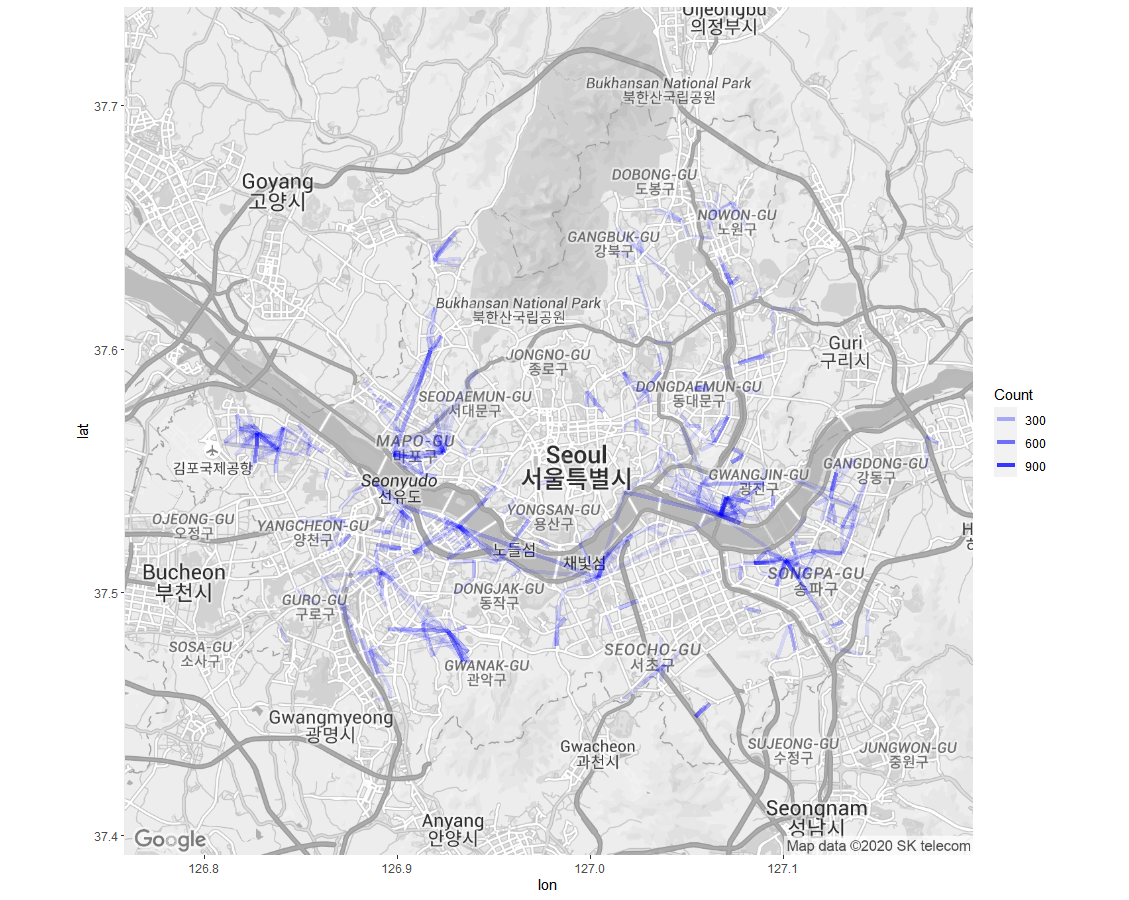 Uijeongbu
의정부시
Bukhansan National Park
북한산국립공원
37.7
DOBONG-GU
도봉구
Goyang
고양시
NOWON-GU
노원구
GANGBUK-GU
강북구
Bukhansan National Park
북한산국립공원
Guri
구리시
37.6
JONGNO-GU
종로구
DONGDAEMUN-GU
동대문구
SEODAEMUN-GU
서대문구
Count
300
600
900
lat
MAPO-GU
마포구
Seoul
서울특별시
김포국제공항
GANGDONG-GU
강동구
GWANGJIN-GU
광진구
Seonyudo
선유도
OJEONG-GU
오정구
YANGCHEON-GU
양천구
YONGSAN-GU
용산구
노들섬
채빛섬
Bucheon
부천시
SONGPA-GU
송파구
37.5
DONGJAK-GU
동작구
GURO-GU
구로구
SOSA-GU
소사구
SEOCHO-GU
서초구
GWANAK-GU
관악구
Gwangmyeong
광명시
Gwacheon
과천시
SUJEONG-GU
수정구
JUNGWON-GU
중원구
Seongnam
성남시
Anyang
안양시
37.4
Google
Map data ©2020 SK telecom
126.8
126.9
127.0
127.1
lon